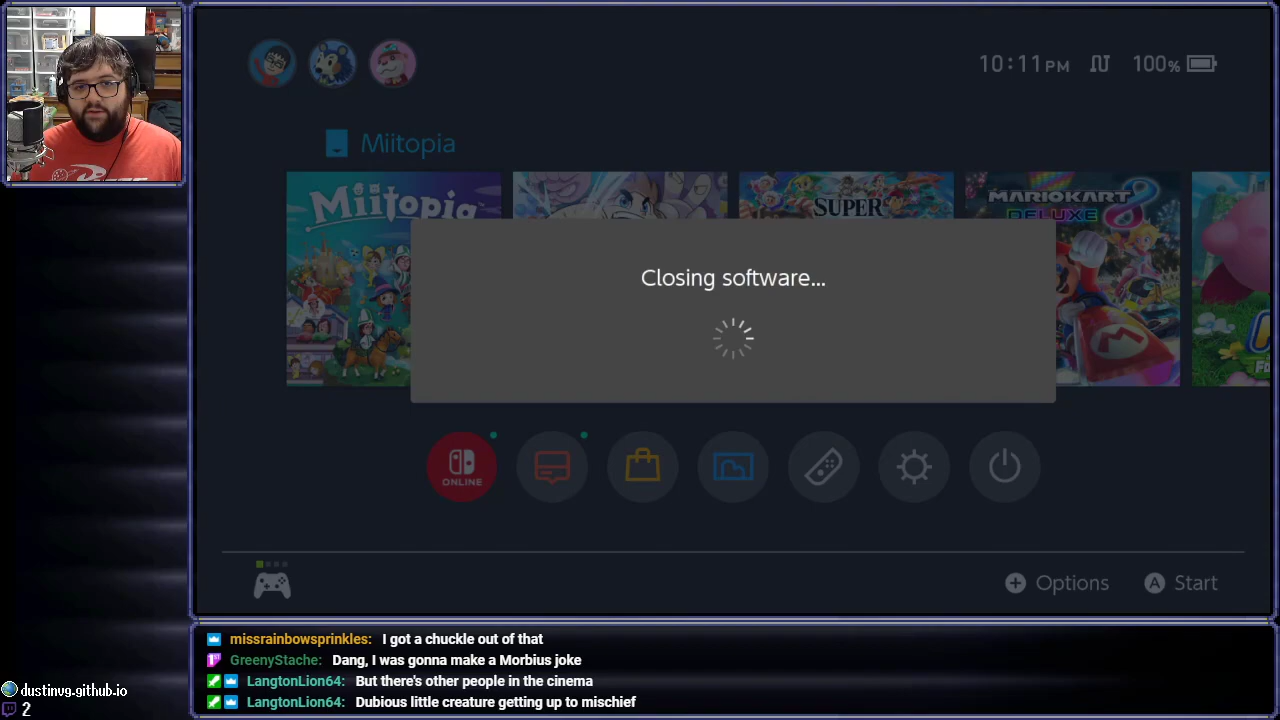 10:11 PM 100%
Miitopia
Miitopia
SUPER
MARIOKART
8
DELUXE
Closing software...
ONLINE
Options
Start
missrainbowsprinkles: I got a chuckle out of that
GreenyStache: Dang, I was gonna make a Morbius joke
LangtonLion64: But there's other people in the cinema
LangtonLion64: Dubious little creature getting up to mischief
dustinvg.github.io
2